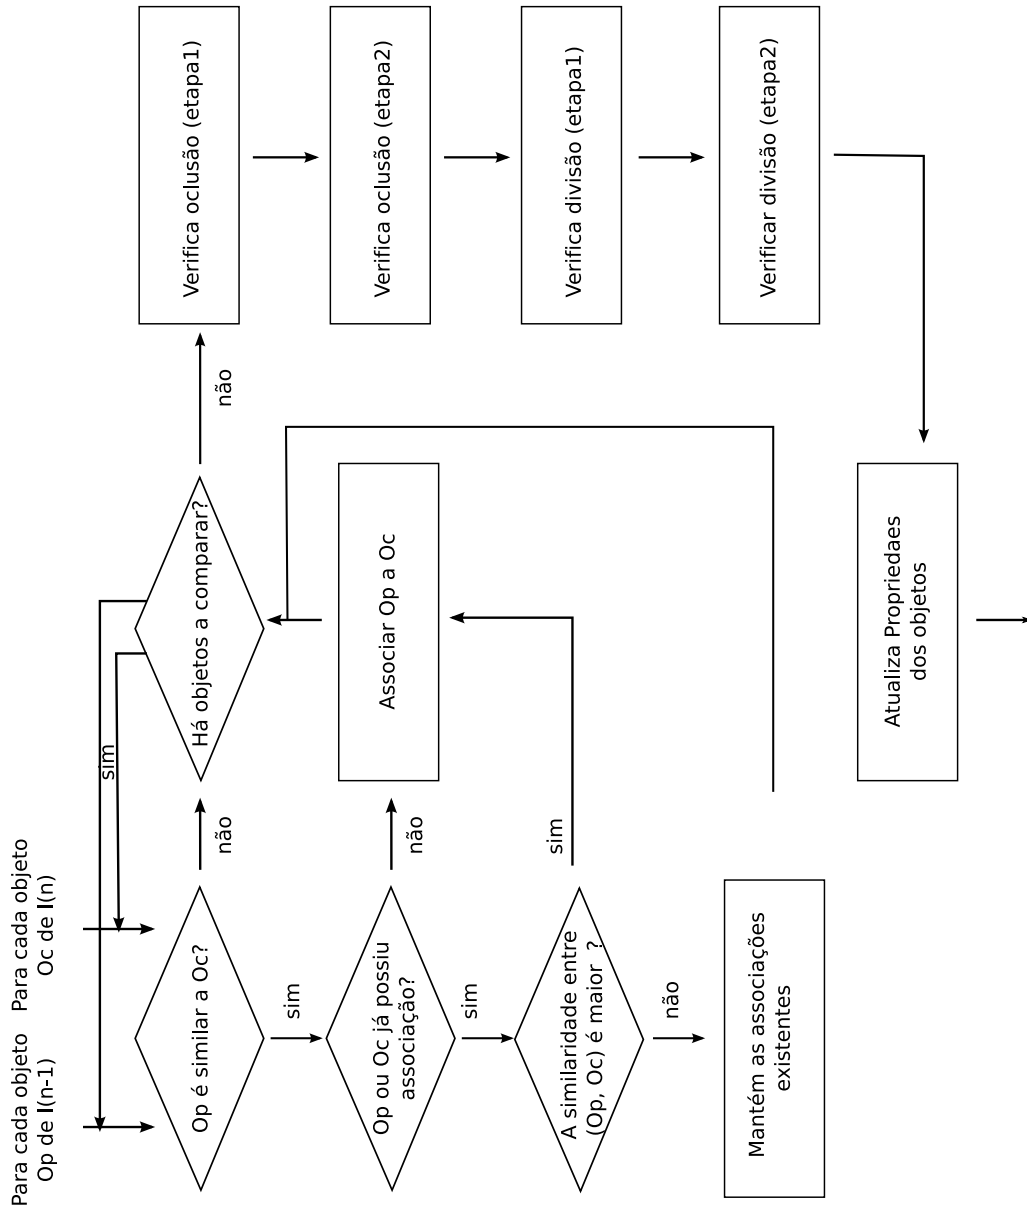 Para cada objeto
Op de I(n-1)
Para cada objeto
Oc de I(n)
Op é similar a Oc?
não
sim
Há objetos a comparar?
sim
não
Op ou Oc já possiu
associação?
não
sim
Associar Op a Oc
A similaridade entre
(Op, Oc) é maior ?
sim
não
Mantém as associações
existentes
Verifica oclusão (etapa1)
Verifica oclusão (etapa2)
Verifica divisão (etapa1)
Verificar divisão (etapa2)
Atualiza Propriedaes
dos objetos